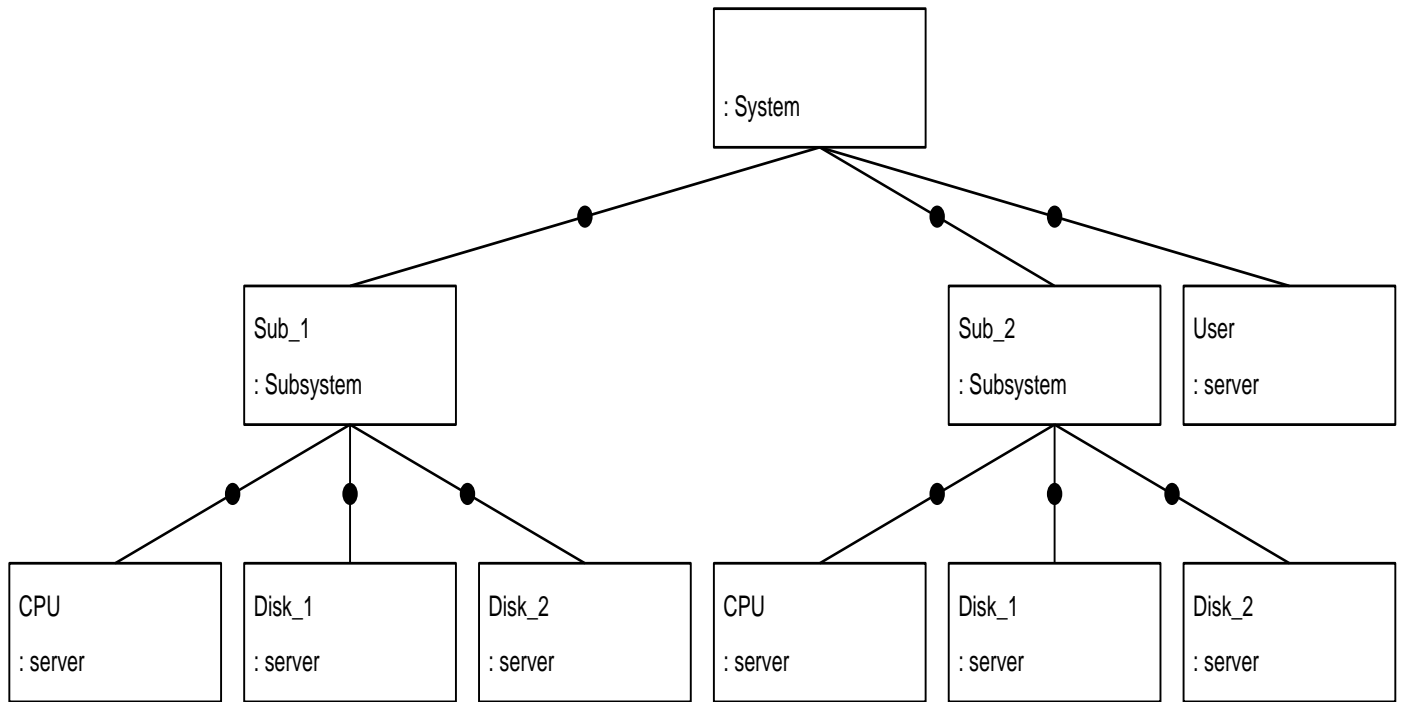 : System
Sub_1
: Subsystem
Sub_2
: Subsystem
User
: server
CPU
: server
Disk_1
: server
Disk_2
: server
CPU
: server
Disk_1
: server
Disk_2
: server